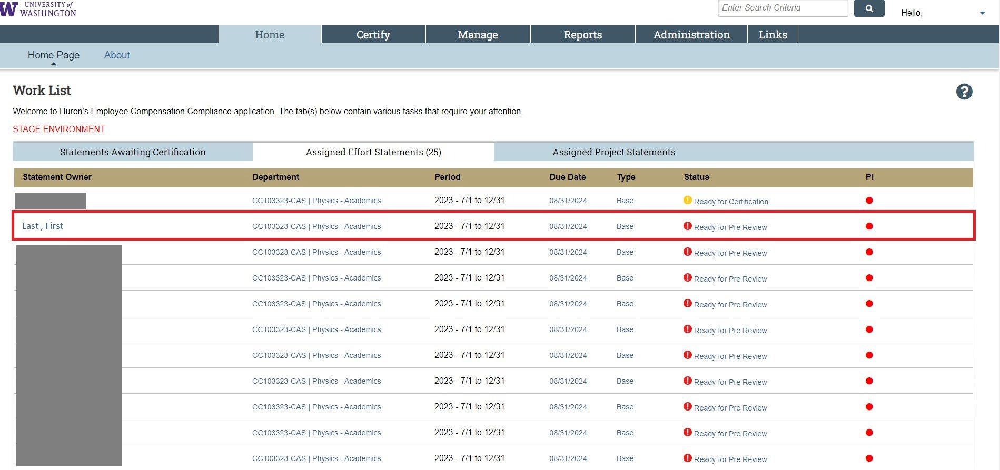 W UNIVERSITY of
WASHINGTON
Enter Search Criteria
Hello,
Home Certify Manage Reports Administration Links
Home Page About
Work List
?
Welcome to Huron's Employee Compensation Compliance application. The tab(s) below contain various tasks that require your attention.
STAGE ENVIRONMENT
Statements Awaiting Certification Assigned Effort Statements (25) Assigned Project Statements
Statement Owner Department Period Due Date Type Status PI
CC103323-CAS | Physics - Academics 2023 - 7/1 to 12/31 08/31/2024 Base ! Ready for Certification
Last , First CC103323-CAS | Physics - Academics 2023 - 7/1 to 12/31 08/31/2024 Base ! Ready for Pre Review
CC103323-CAS | Physics - Academics 2023 - 7/1 to 12/31 08/31/2024 Base ! Ready for Pre Review
CC103323-CAS | Physics - Academics 2023 - 7/1 to 12/31 08/31/2024 Base ! Ready for Pre Review
CC103323-CAS | Physics - Academics 2023 - 7/1 to 12/31 08/31/2024 Base ! Ready for Pre Review
CC103323-CAS | Physics - Academics 2023 - 7/1 to 12/31 08/31/2024 Base ! Ready for Pre Review
CC103323-CAS | Physics - Academics 2023 - 7/1 to 12/31 08/31/2024 Base ! Ready for Pre Review
CC103323-CAS | Physics - Academics 2023 - 7/1 to 12/31 08/31/2024 Base ! Ready for Pre Review
CC103323-CAS | Physics - Academics 2023 - 7/1 to 12/31 08/31/2024 Base ! Ready for Pre Review
CC103323-CAS | Physics - Academics 2023 - 7/1 to 12/31 08/31/2024 Base ! Ready for Pre Review
CC103323-CAS | Physics - Academics 2023 - 7/1 to 12/31 08/31/2024 Base ! Ready for Pre Review